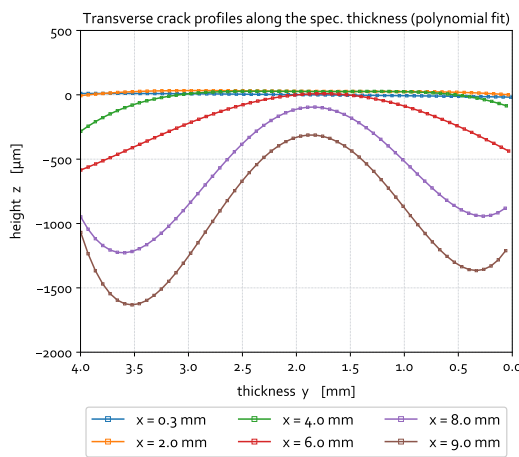 Transverse crack profiles along the spec. thickness (polynomial fit)
500
0
−500
−1000
−1500
−2000
height z [μm]
4.0 3.5 3.0 2.5 2.0 1.5 1.0 0.5 0.0
thickness y [mm]
x = 0.3 mm x = 4.0 mm x = 8.0 mm
x = 2.0 mm x = 6.0 mm x = 9.0 mm